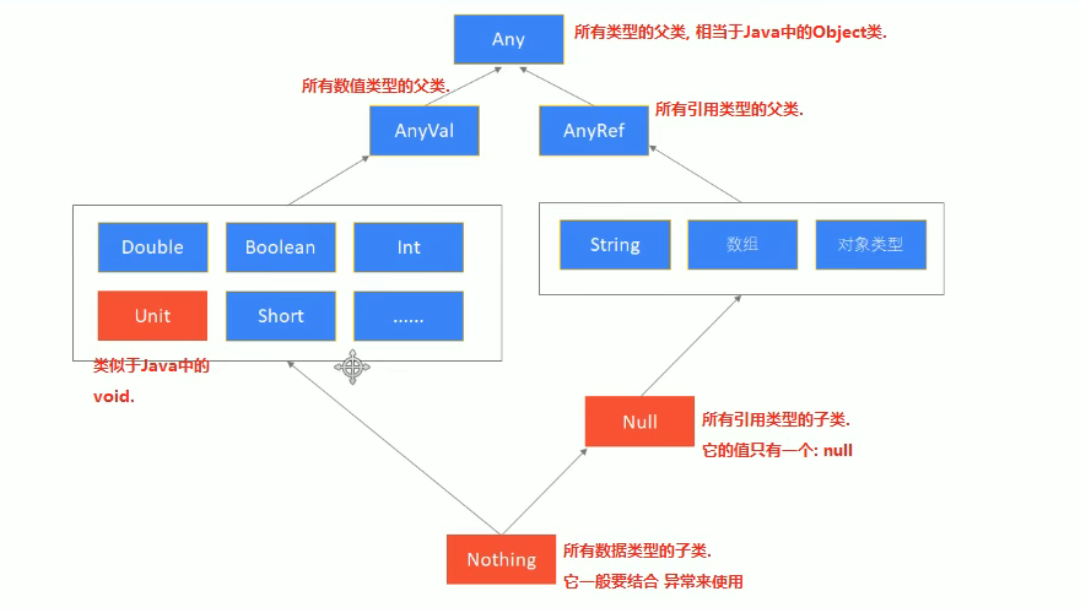 Any
所有类型的父类, 相当于Java中的Object类.
所有数值类型的父类.
AnyVal
AnyRef
所有引用类型的父类.
Double
Boolean
Int
String
数组
对象类型
Unit
Short
......
类似于Java中的
void.
Null
所有引用类型的子类.
它的值只有一个: null
Nothing
所有数据类型的子类.
它一般要结合 异常来使用